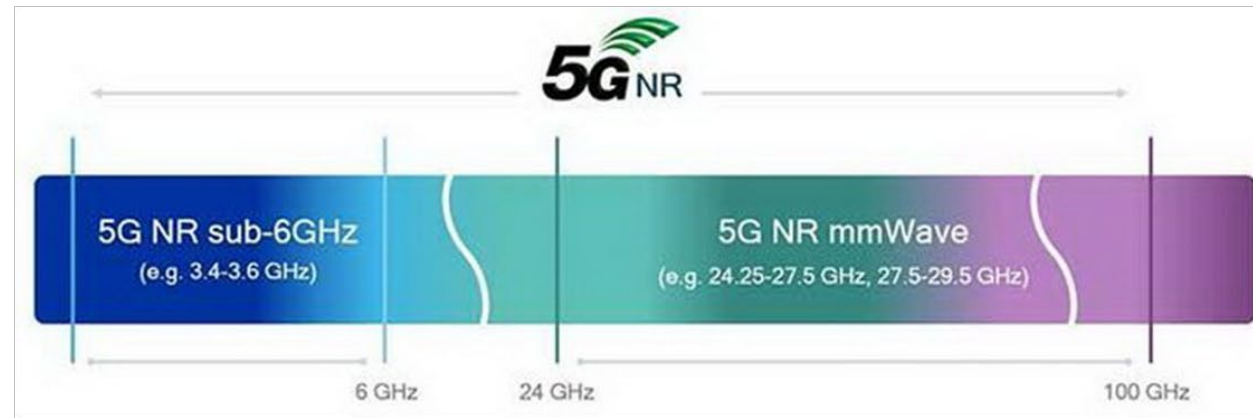 5G NR
5G NR sub-6GHz
(e.g. 3.4-3.6 GHz)
5G NR mmWave
(e.g. 24.25-27.5 GHz, 27.5-29.5 GHz)
6 GHz
24 GHz
100 GHz